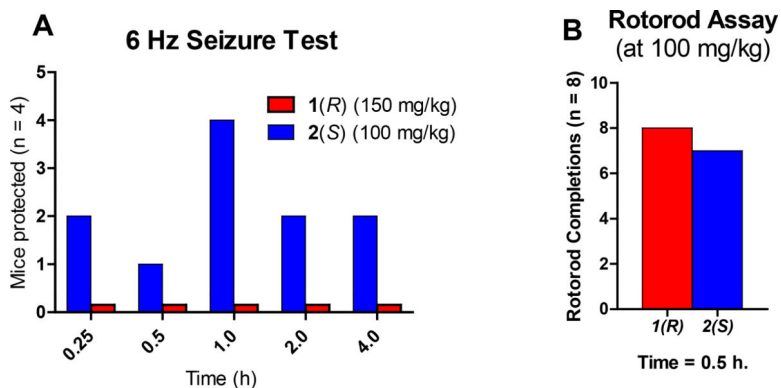 A
6 Hz Seizure Test
Mice protected (n = 4)
5
4
3
2
1
0
1(R) (150 mg/kg)
2(S) (100 mg/kg)
0.25
0.5
1.0
2.0
4.0
Time (h)
B
Rotorod Assay
(at 100 mg/kg)
Rotorod Completions (n = 8)
10
8
6
4
2
0
1(R)
2(S)
Time = 0.5 h.